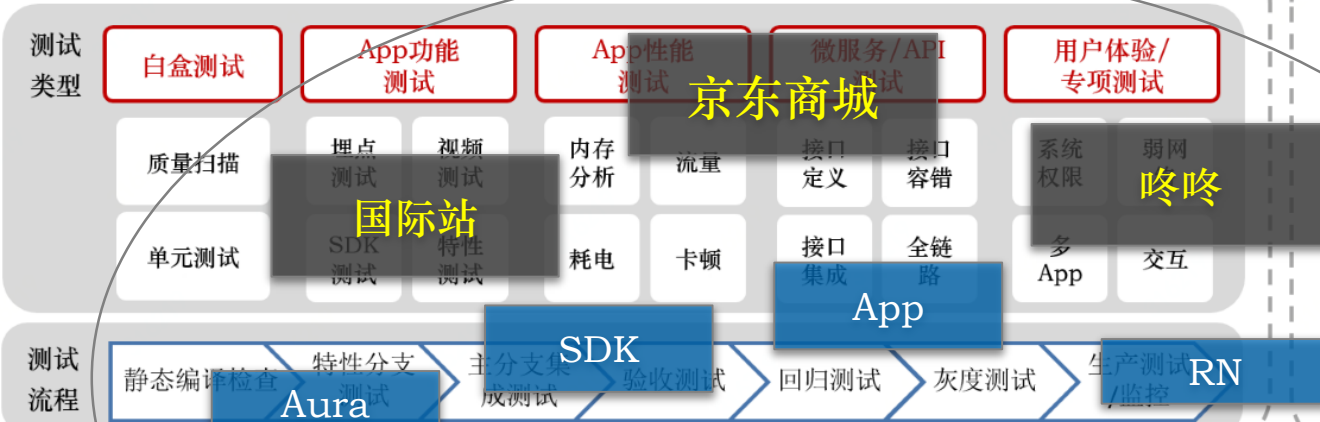 测试
类型
白盒测试
App功能
测试
App性能
测试
微服务/API
测试
用户体验/
专项测试
京东商城
质量扫描
埋点
测试
视频
测试
内存
分析
流量
接口
定义
接口
容错
系统
权限
弱网
咚咚
国际站
单元测试
SDK
测试
特性
测试
耗电
卡顿
接口
集成
全链
路
多
App
交互
App
SDK
测试
流程
静态编译检查
特性分支
测试
主分支集
成测试
验收测试
回归测试
灰度测试
生产测试
/监控
RN
Aura